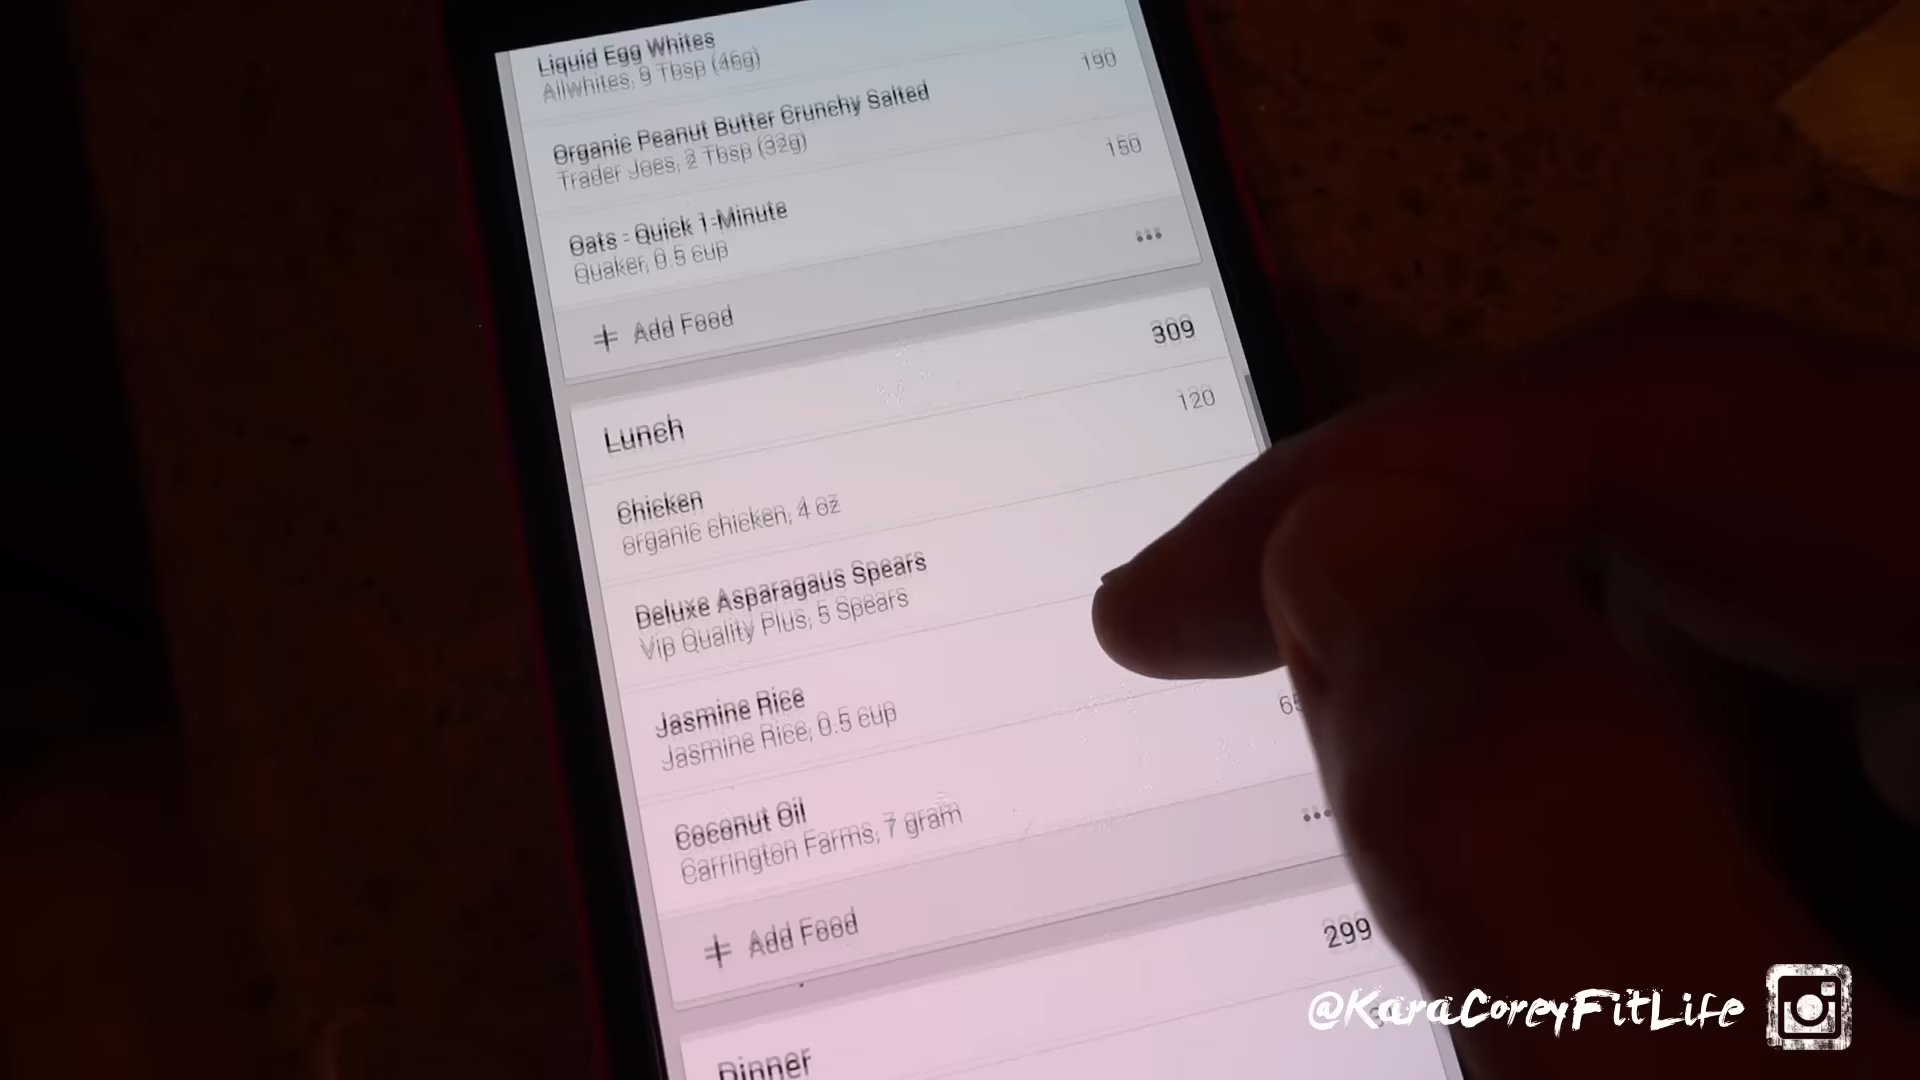 Liquid Egg Whites
Allwhites, 9 Tbsp (46g)
190
Organic Peanut Butter Crunchy Salted
Trader Joes, 2 Tbsp (32g)
150
Oats - Quick 1-Minute
Quaker, 0.5 cup
+ Add Food
309
Lunch
120
Chicken
organic chicken, 4 oz
Deluxe Asparagaus Spears
Vip Quality Plus, 5 Spears
Jasmine Rice
Jasmine Rice, 0.5 cup
65
Coconut Oil
Carrington Farms, 7 gram
+ Add Food
299
Dinner
@KaraCoreyFitLife